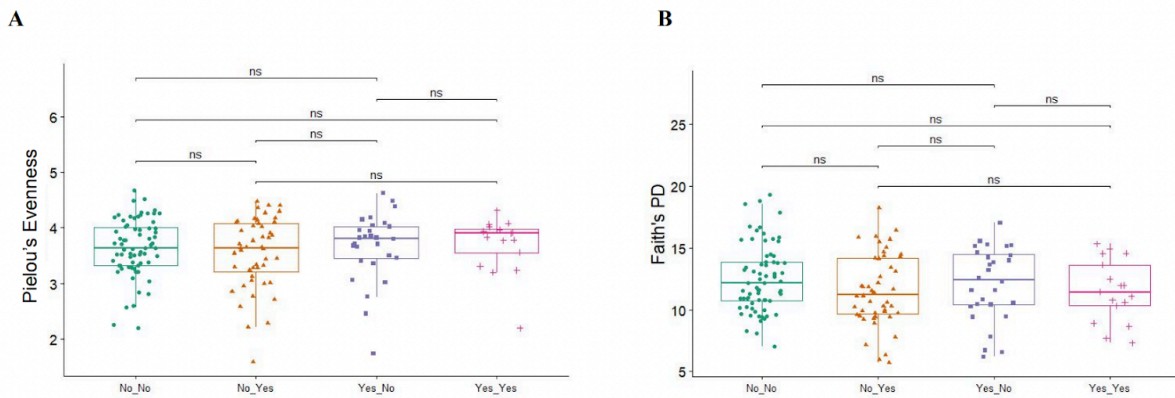 A
Pielou's Evenness
6
5
4
3
2
ns
ns
ns
ns
ns
ns
No_No
No_Yes
Yes_No
Yes_Yes
B
Faith's PD
25
20
15
10
5
ns
ns
ns
ns
ns
ns
No_No
No_Yes
Yes_No
Yes_Yes